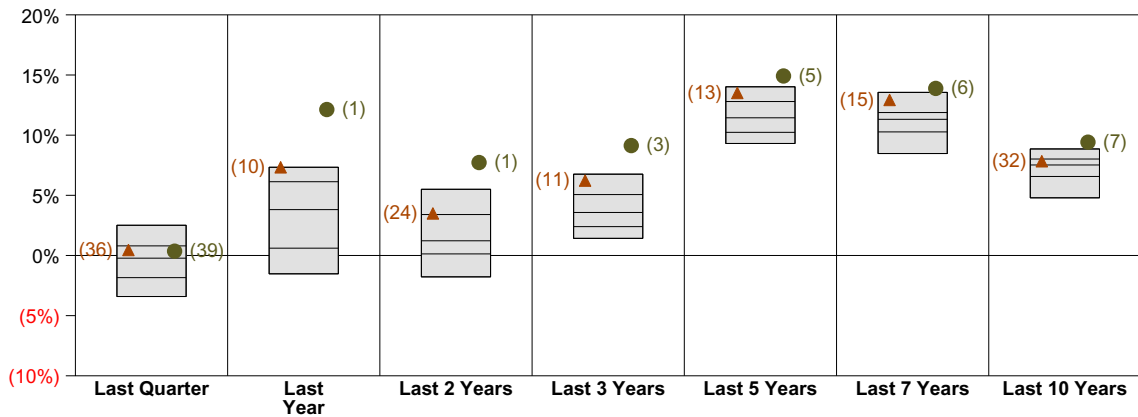 20%
15%
10%
5%
0%
(5%)
(10%)
(36) (39)
(10) (1)
(24) (1)
(11) (3)
(13) (5)
(15) (6)
(32) (7)
Last Quarter
Last
Year
Last 2 Years
Last 3 Years
Last 5 Years
Last 7 Years
Last 10 Years